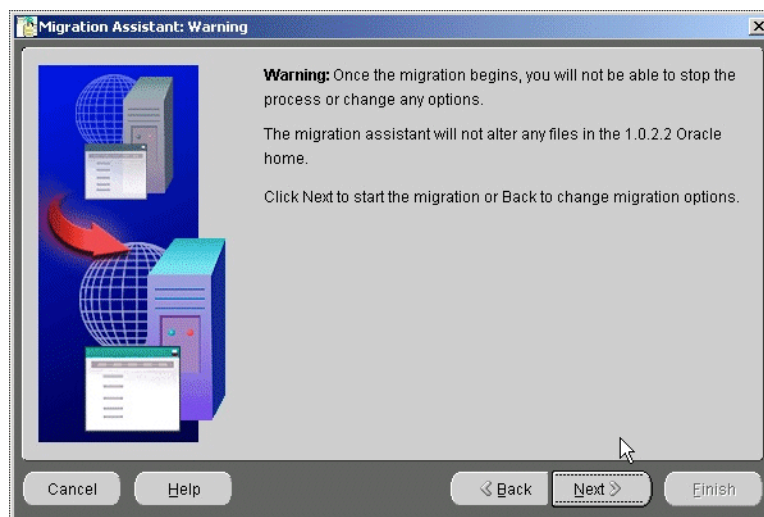 Migration Assistant: Warning
Warning: Once the migration begins, you will not be able to stop the
process or change any options.
The migration assistant will not alter any files in the 1.0.2.2 Oracle
home.
Click Next to start the migration or Back to change migration options.
Cancel Help Back Next Finish